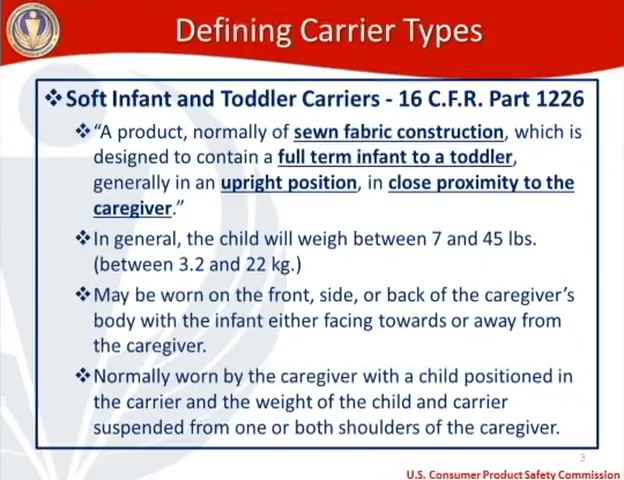 Defining Carrier Types
❖Soft Infant and Toddler Carriers - 16 C.F.R. Part 1226
❖“A product, normally of sewn fabric construction, which is
designed to contain a full term infant to a toddler,
generally in an upright position, in close proximity to the
caregiver.”
❖In general, the child will weigh between 7 and 45 lbs.
(between 3.2 and 22 kg.)
❖May be worn on the front, side, or back of the caregiver’s
body with the infant either facing towards or away from
the caregiver.
❖Normally worn by the caregiver with a child positioned in
the carrier and the weight of the child and carrier
suspended from one or both shoulders of the caregiver.
3
U.S. Consumer Product Safety Commission